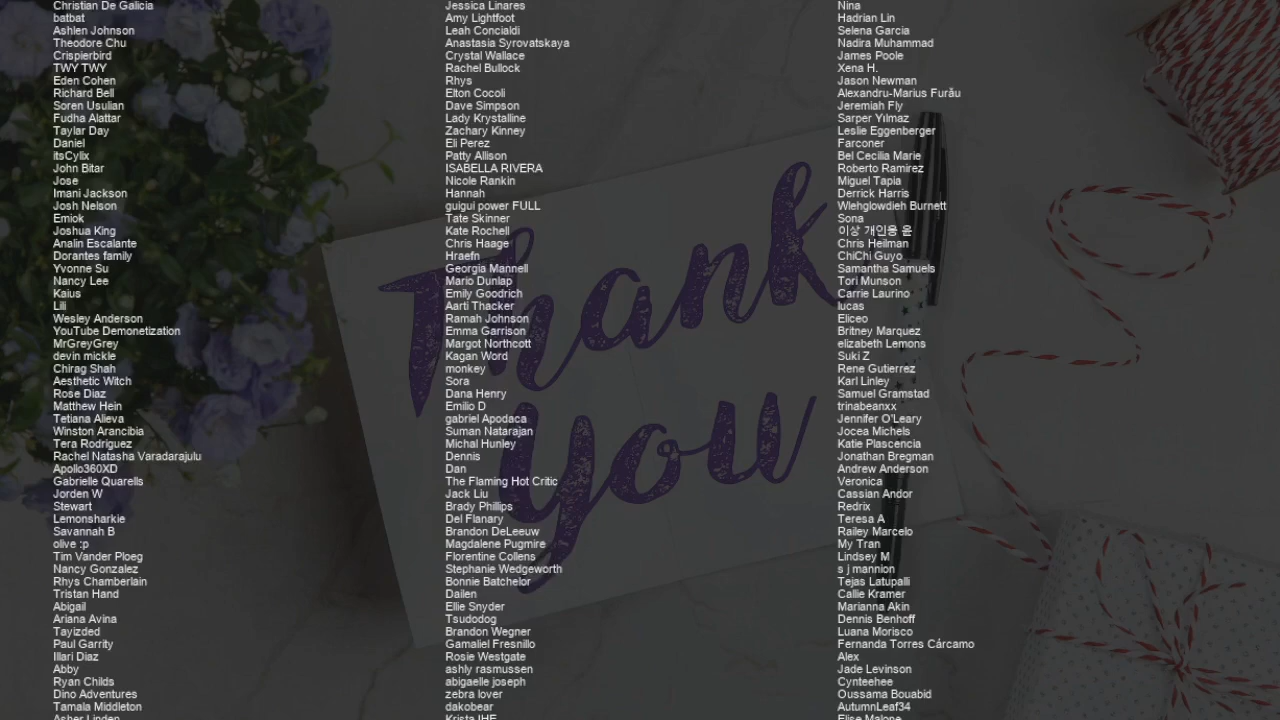 Christian De Galicia
batbat
Ashlen Johnson
Theodore Chu
Crispierbird
TWY TWY
Eden Cohen
Richard Bell
Soren Usulian
Fudha Alattar
Taylar Day
Daniel
itsCylix
John Bitar
Jose
Imani Jackson
Josh Nelson
Emiok
Joshua King
Analin Escalante
Dorantes family
Yvonne Su
Nancy Lee
Kaius
Lili
Wesley Anderson
YouTube Demonetization
MrGreyGrey
devin mickle
Chirag Shah
Aesthetic Witch
Rose Diaz
Matthew Hein
Tetiana Alieva
Winston Arancibia
Tera Rodriguez
Rachel Natasha Varadarajulu
Apollo360XD
Gabrielle Quarells
Jorden W
Stewart
Lemonsharkie
Savannah B
olive :p
Tim Vander Ploeg
Nancy Gonzalez
Rhys Chamberlain
Tristan Hand
Abigail
Ariana Avina
Tayizded
Paul Garrity
Illari Diaz
Abby
Ryan Childs
Dino Adventures
Tamala Middleton
Asher Linden
Jessica Linares
Amy Lightfoot
Leah Concialdi
Anastasia Syrovatskaya
Crystal Wallace
Rachel Bullock
Rhys
Elton Cocoli
Dave Simpson
Lady Krystalline
Zachary Kinney
Eli Perez
Patty Allison
ISABELLA RIVERA
Nicole Rankin
Hannah
guigui power FULL
Tate Skinner
Kate Rochell
Chris Haage
Hraefn
Georgia Mannell
Mario Dunlap
Emily Goodrich
Aarti Thacker
Ramah Johnson
Emma Garrison
Margot Northcott
Kagan Word
monkey
Sora
Dana Henry
Emilio D
gabriel Apodaca
Suman Natarajan
Michal Hunley
Dennis
Dan
The Flaming Hot Critic
Jack Liu
Brady Phillips
Del Flanary
Brandon DeLeeuw
Magdalene Pugmire
Florentine Collens
Stephanie Wedgeworth
Bonnie Batchelor
Dailen
Ellie Snyder
Tsudodog
Brandon Wegner
Gamaliel Fresnillo
Rosie Westgate
ashly rasmussen
abigaelle joseph
zebra lover
dakobear
Krista IHF
Nina
Hadrian Lin
Selena Garcia
Nadira Muhammad
James Poole
Xena H.
Jason Newman
Alexandru-Marius Furău
Jeremiah Fly
Sarper Yılmaz
Leslie Eggenberger
Farconer
Bel Cecilia Marie
Roberto Ramirez
Miguel Tapia
Derrick Harris
Wlehglowdieh Burnett
Sona
이상 개인용 윤
Chris Heilman
ChiChi Guyo
Samantha Samuels
Tori Munson
Carrie Laurino
lucas
Eliceo
Britney Marquez
elizabeth Lemons
Suki Z
Rene Gutierrez
Karl Linley
Samuel Gramstad
trinabeanxx
Jennifer O'Leary
Jocea Michels
Katie Plascencia
Jonathan Bregman
Andrew Anderson
Veronica
Cassian Andor
Redrix
Teresa A
Railey Marcelo
My Tran
Lindsey M
s j mannion
Tejas Latupalli
Callie Kramer
Marianna Akin
Dennis Benhoff
Luana Morisco
Fernanda Torres Cárcamo
Alex
Jade Levinson
Cynteehee
Oussama Bouabid
AutumnLeaf34
Elise Malone
Thank
you